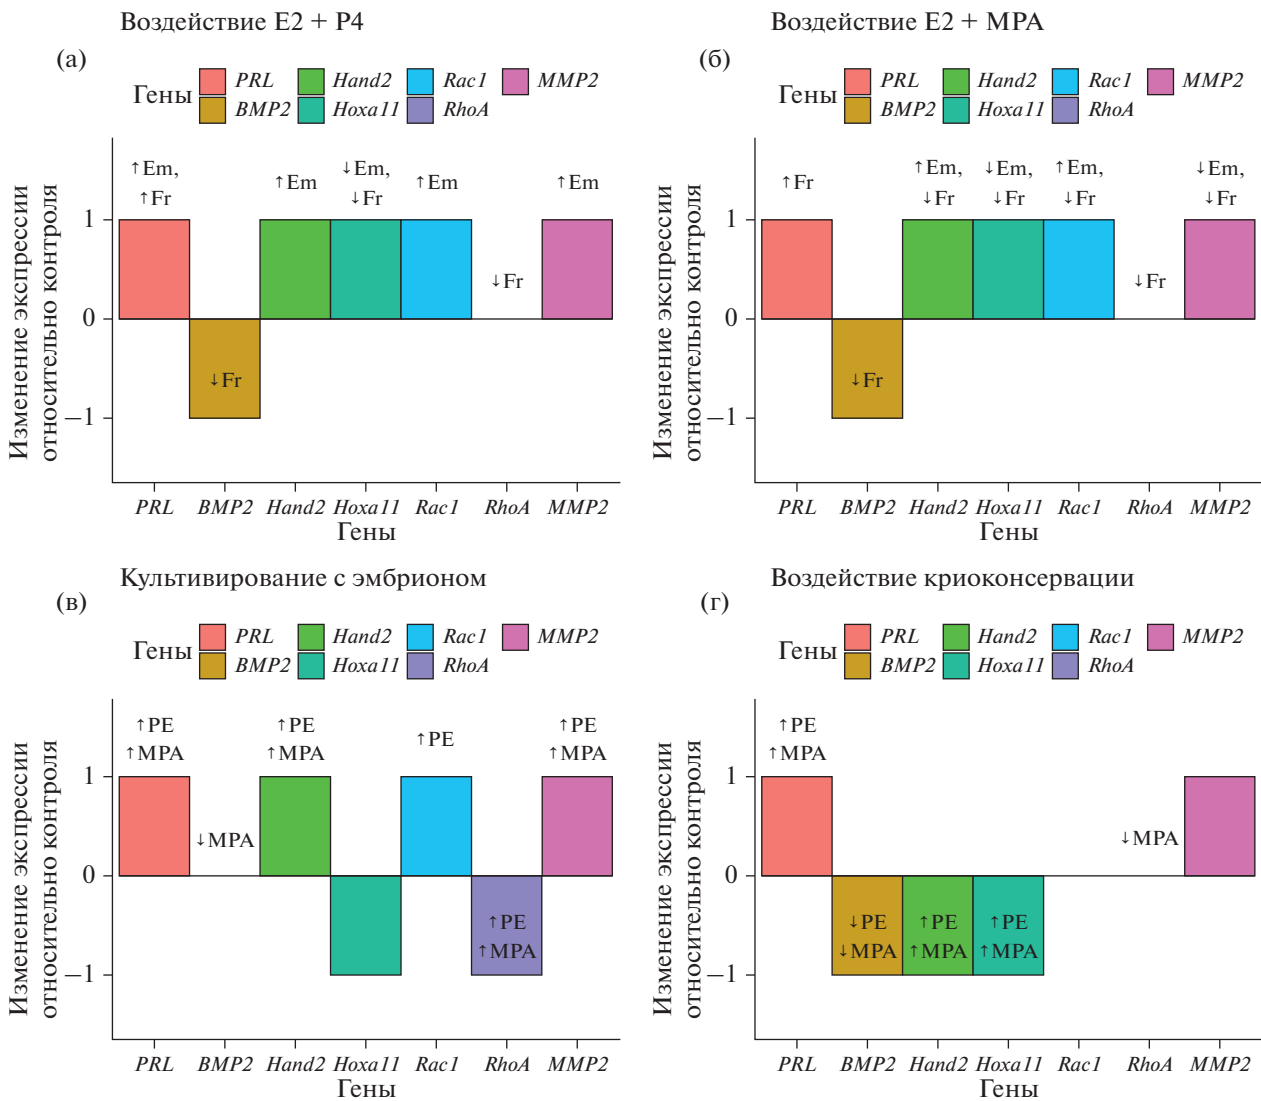 Воздействие E2 + P4
(а)
Гены PRL Hand2 Rac1 MMP2
BMP2 Hoxa11 RhoA
Изменение экспрессии
относительно контроля
1
0
−1
↑Em,
↑Fr
↓Fr
↑Em
↓Em,
↓Fr
↑Em
↓Fr
↑Em
PRL BMP2 Hand2 Hoxa11 Rac1 RhoA MMP2
Гены
Воздействие E2 + MPA
(б)
Гены PRL Hand2 Rac1 MMP2
BMP2 Hoxa11 RhoA
Изменение экспрессии
относительно контроля
1
0
−1
↑Fr
↓Fr
↑Em,
↓Fr
↓Em,
↓Fr
↑Em,
↓Fr
↓Fr
↓Em,
↓Fr
PRL BMP2 Hand2 Hoxa11 Rac1 RhoA MMP2
Гены
Культивирование с эмбрионом
(в)
Гены PRL Hand2 Rac1 MMP2
BMP2 Hoxa11 RhoA
Изменение экспрессии
относительно контроля
1
0
−1
↑PE
↑MPA
↓MPA
↑PE
↑MPA
↑PE
↑PE
↑MPA
↑PE
↑MPA
PRL BMP2 Hand2 Hoxa11 Rac1 RhoA MMP2
Гены
Воздействие криоконсервации
(г)
Гены PRL Hand2 Rac1 MMP2
BMP2 Hoxa11 RhoA
Изменение экспрессии
относительно контроля
1
0
−1
↑PE
↑MPA
↓PE
↓MPA
↑PE
↑MPA
↑PE
↑MPA
↓MPA
PRL BMP2 Hand2 Hoxa11 Rac1 RhoA MMP2
Гены